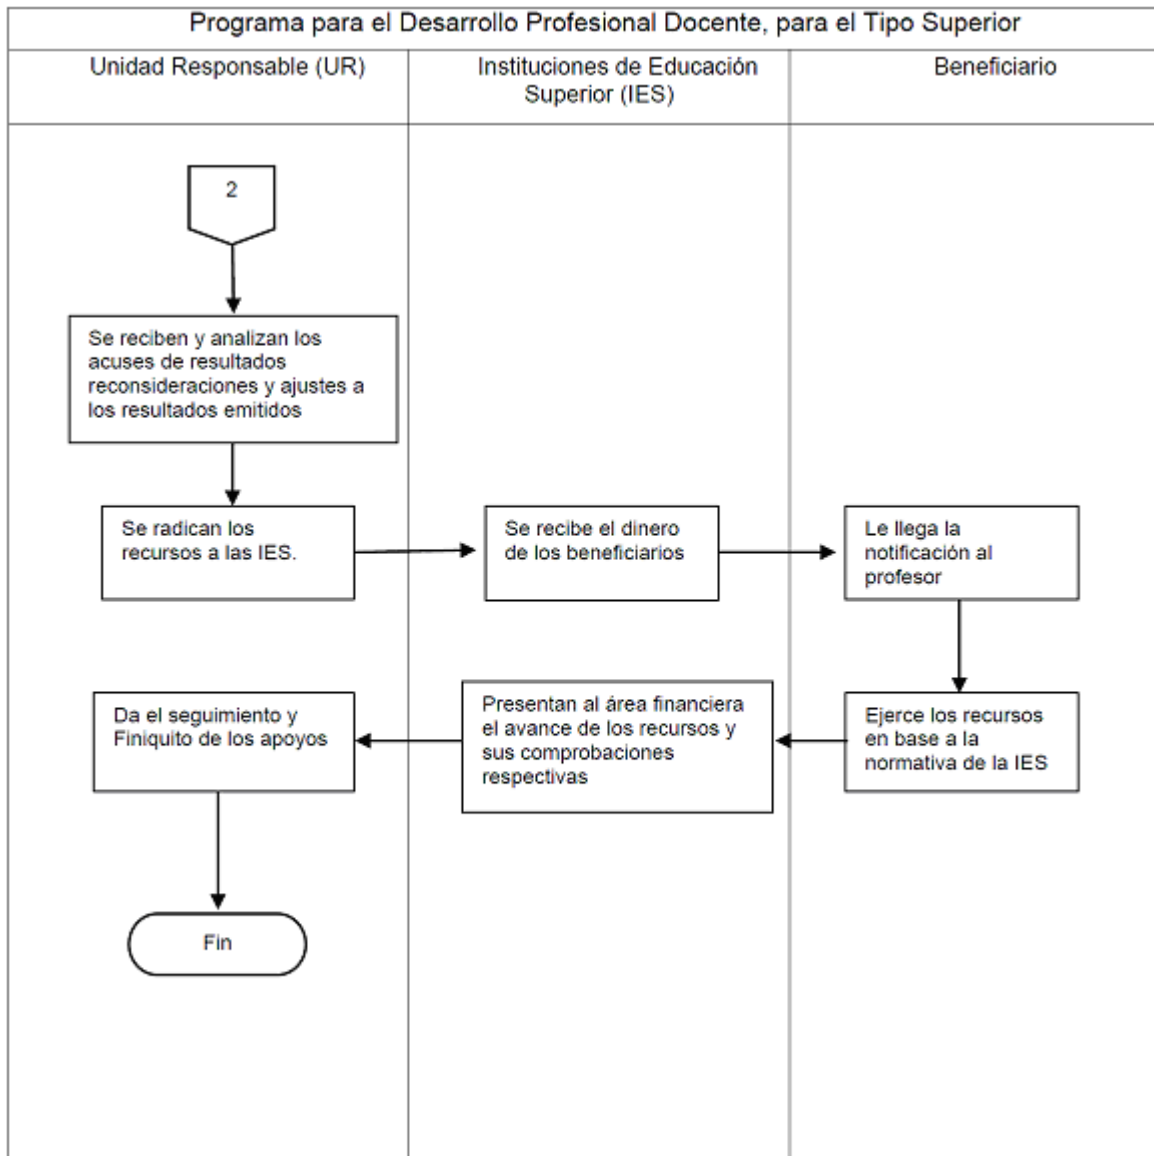 Programa para el Desarrollo Profesional Docente, para el Tipo Superior
Unidad Responsable (UR)
Instituciones de Educación
Superior (IES)
Beneficiario
2
Se reciben y analizan los
acuses de resultados
reconsideraciones y ajustes a
los resultados emitidos
Se radican los
recursos a las IES.
Se recibe el dinero
de los beneficiarios
Le llega la
notificación al
profesor
Ejerce los recursos
en base a la
normativa de la IES
Presentan al área financiera
el avance de los recursos y
sus comprobaciones
respectivas
Da el seguimiento y
Finiquito de los apoyos
Fin